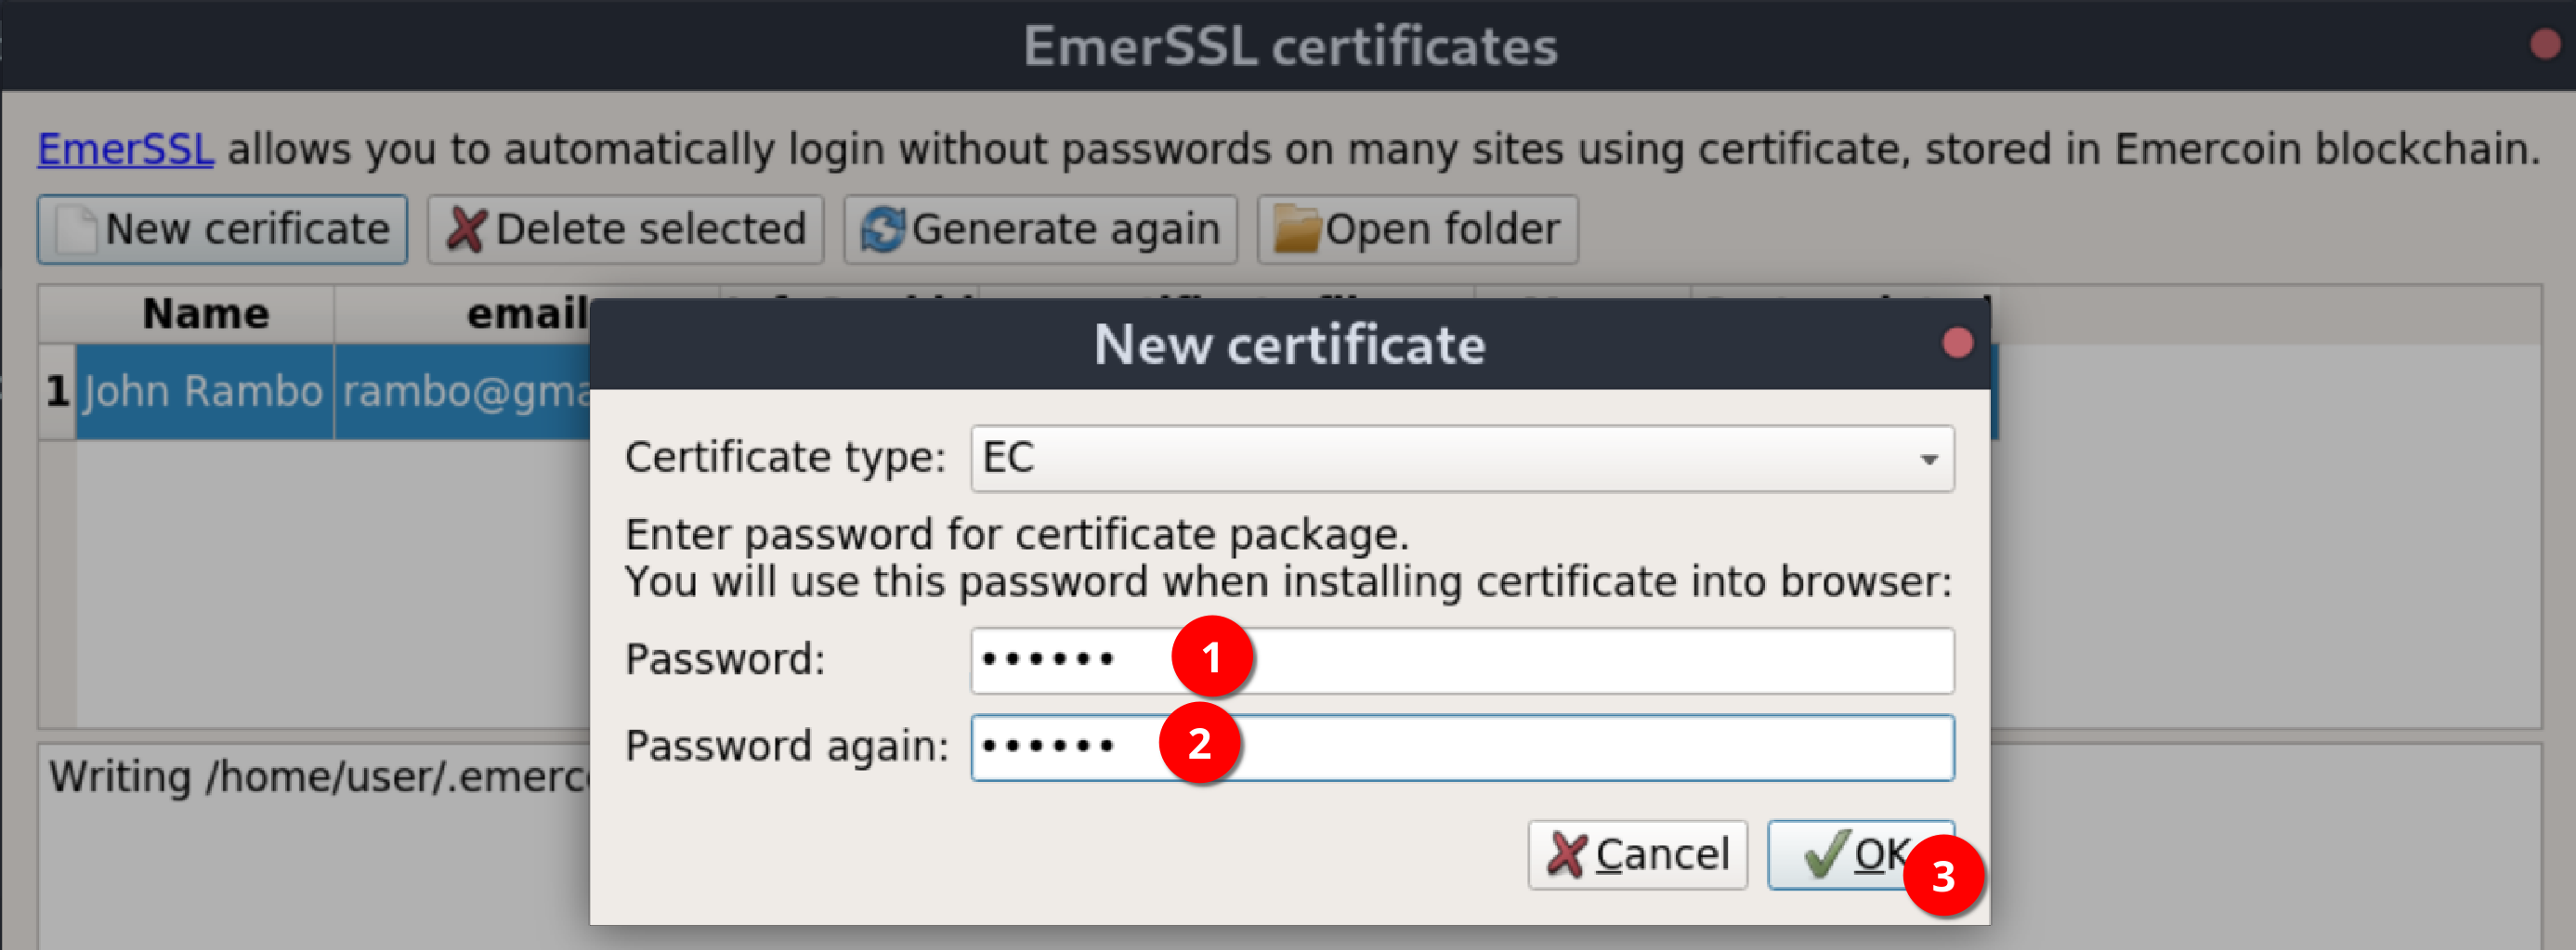 EmerSSL certificates
EmerSSL allows you to automatically login without passwords on many sites using certificate, stored in Emercoin blockchain.
New cerificate Delete selected Generate again Open folder
Name email
1 John Rambo rambo@gma
New certificate
Certificate type: EC
Enter password for certificate package.
You will use this password when installing certificate into browser:
Password: •••••• 1
Password again: •••••• 2
Writing /home/user/.emerc
Cancel OK 3